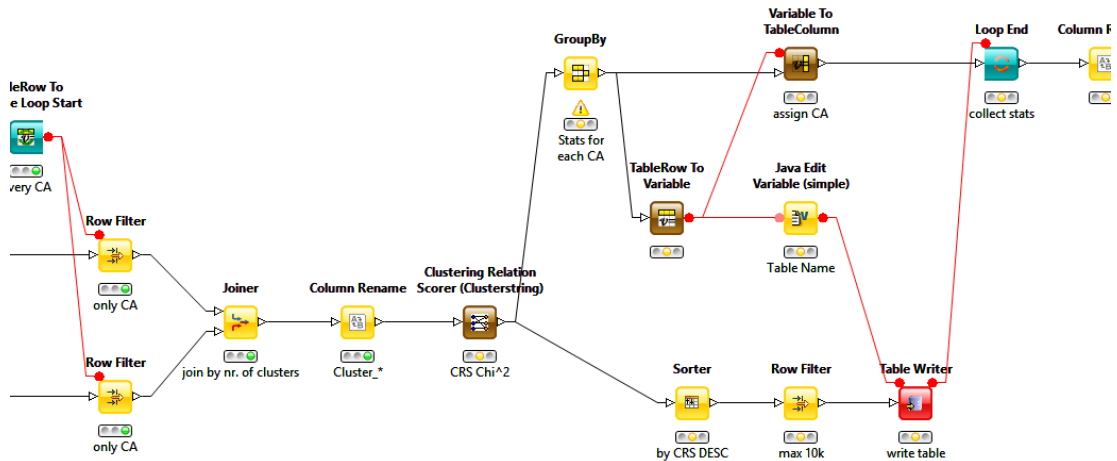 Variable To
TableColumn
Loop End
Column R
GroupBy
leRow To
e Loop Start
assign CA
collect stats
Stats for
each CA
TableRow To
Variable
Java Edit
Variable (simple)
very CA
Row Filter
Table Name
Clustering Relation
Scorer (Clusterstring)
only CA
Joiner
Column Rename
Row Filter
join by nr. of clusters
Cluster_*
CRS Chi^2
Sorter
Row Filter
Table Writer
only CA
by CRS DESC
max 10k
write table